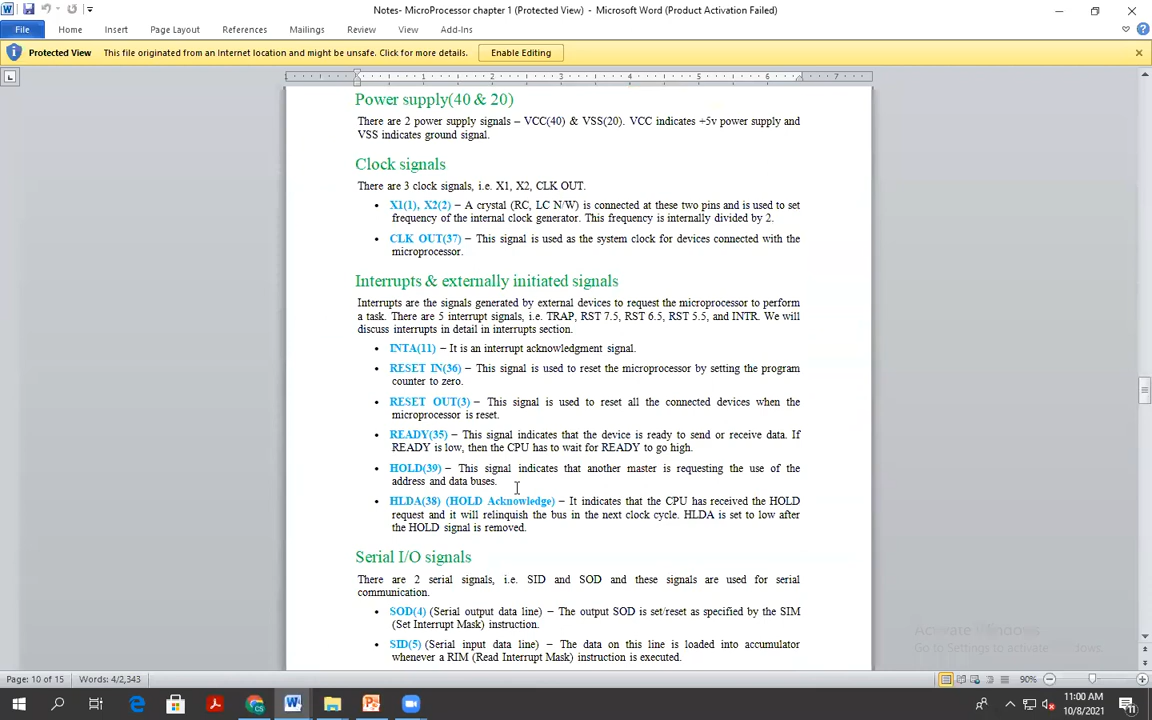 Notes- MicroProcessor chapter 1 (Protected View) - Microsoft Word (Product Activation Failed)
File Home Insert Page Layout References Mailings Review View Add-Ins
Protected View This file originated from an Internet location and might be unsafe. Click for more details. Enable Editing
1 1 2 3 4 5 6 7
Power supply(40 & 20)
There are 2 power supply signals – VCC(40) & VSS(20). VCC indicates +5v power supply and
VSS indicates ground signal.
Clock signals
There are 3 clock signals, i.e. X1, X2, CLK OUT.
• X1(1), X2(2) – A crystal (RC, LC N/W) is connected at these two pins and is used to set
frequency of the internal clock generator. This frequency is internally divided by 2.
• CLK OUT(37) – This signal is used as the system clock for devices connected with the
microprocessor.
Interrupts & externally initiated signals
Interrupts are the signals generated by external devices to request the microprocessor to perform
a task. There are 5 interrupt signals, i.e. TRAP, RST 7.5, RST 6.5, RST 5.5, and INTR. We will
discuss interrupts in detail in interrupts section.
• INTA(11) – It is an interrupt acknowledgment signal.
• RESET IN(36) – This signal is used to reset the microprocessor by setting the program
counter to zero.
• RESET OUT(3) – This signal is used to reset all the connected devices when the
microprocessor is reset.
• READY(35) – This signal indicates that the device is ready to send or receive data. If
READY is low, then the CPU has to wait for READY to go high.
• HOLD(39) – This signal indicates that another master is requesting the use of the
address and data buses.
• HLDA(38) (HOLD Acknowledge) – It indicates that the CPU has received the HOLD
request and it will relinquish the bus in the next clock cycle. HLDA is set to low after
the HOLD signal is removed.
Serial I/O signals
There are 2 serial signals, i.e. SID and SOD and these signals are used for serial
communication.
• SOD(4) (Serial output data line) – The output SOD is set/reset as specified by the SIM
(Set Interrupt Mask) instruction.
• SID(5) (Serial input data line) – The data on this line is loaded into accumulator
whenever a RIM (Read Interrupt Mask) instruction is executed.
Activate Windows
Go to Settings to activate Windows.
Page: 10 of 15 Words: 4/2,343 90%
11:00 AM
10/8/2021
11